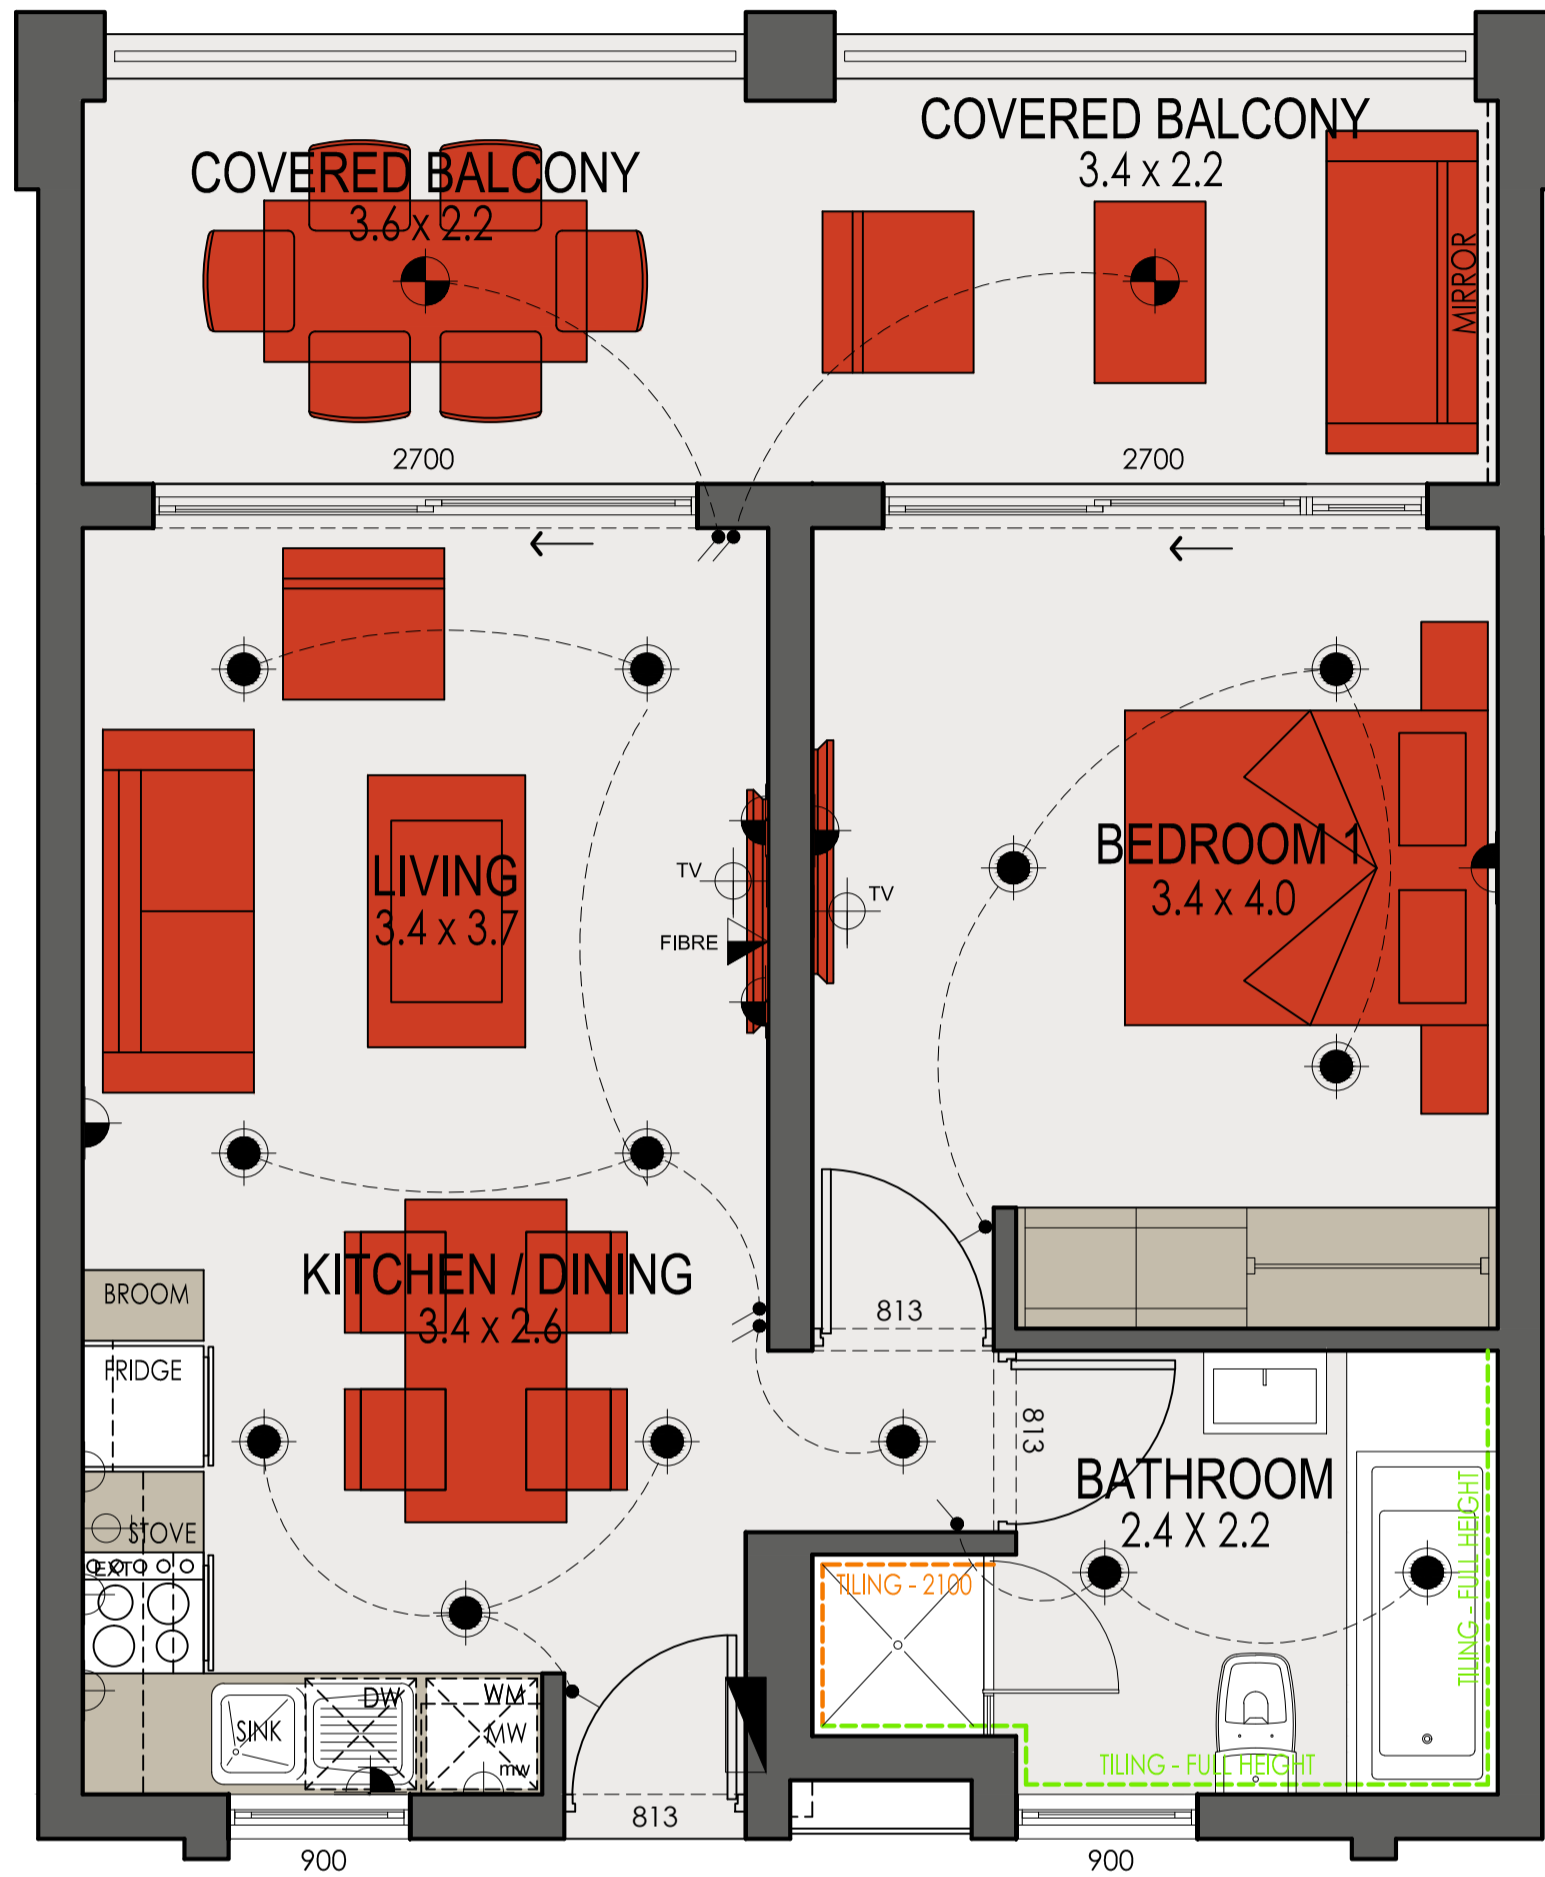 COVERED BALCONY
3.6 x 2.2
COVERED BALCONY
3.4 x 2.2
MIRROR
2700
2700
LIVING
3.4 x 3.7
TV
FIBRE
TV
BEDROOM 1
3.4 x 4.0
KITCHEN / DINING
3.4 x 2.6
BROOM
FRIDGE
STOVE
EXT
813
813
BATHROOM
2.4 X 2.2
TILING - 2100
TILING - FULL HEIGHT
TILING - FULL HEIGHT
SINK
DW
WM
MW
mw
813
900
900